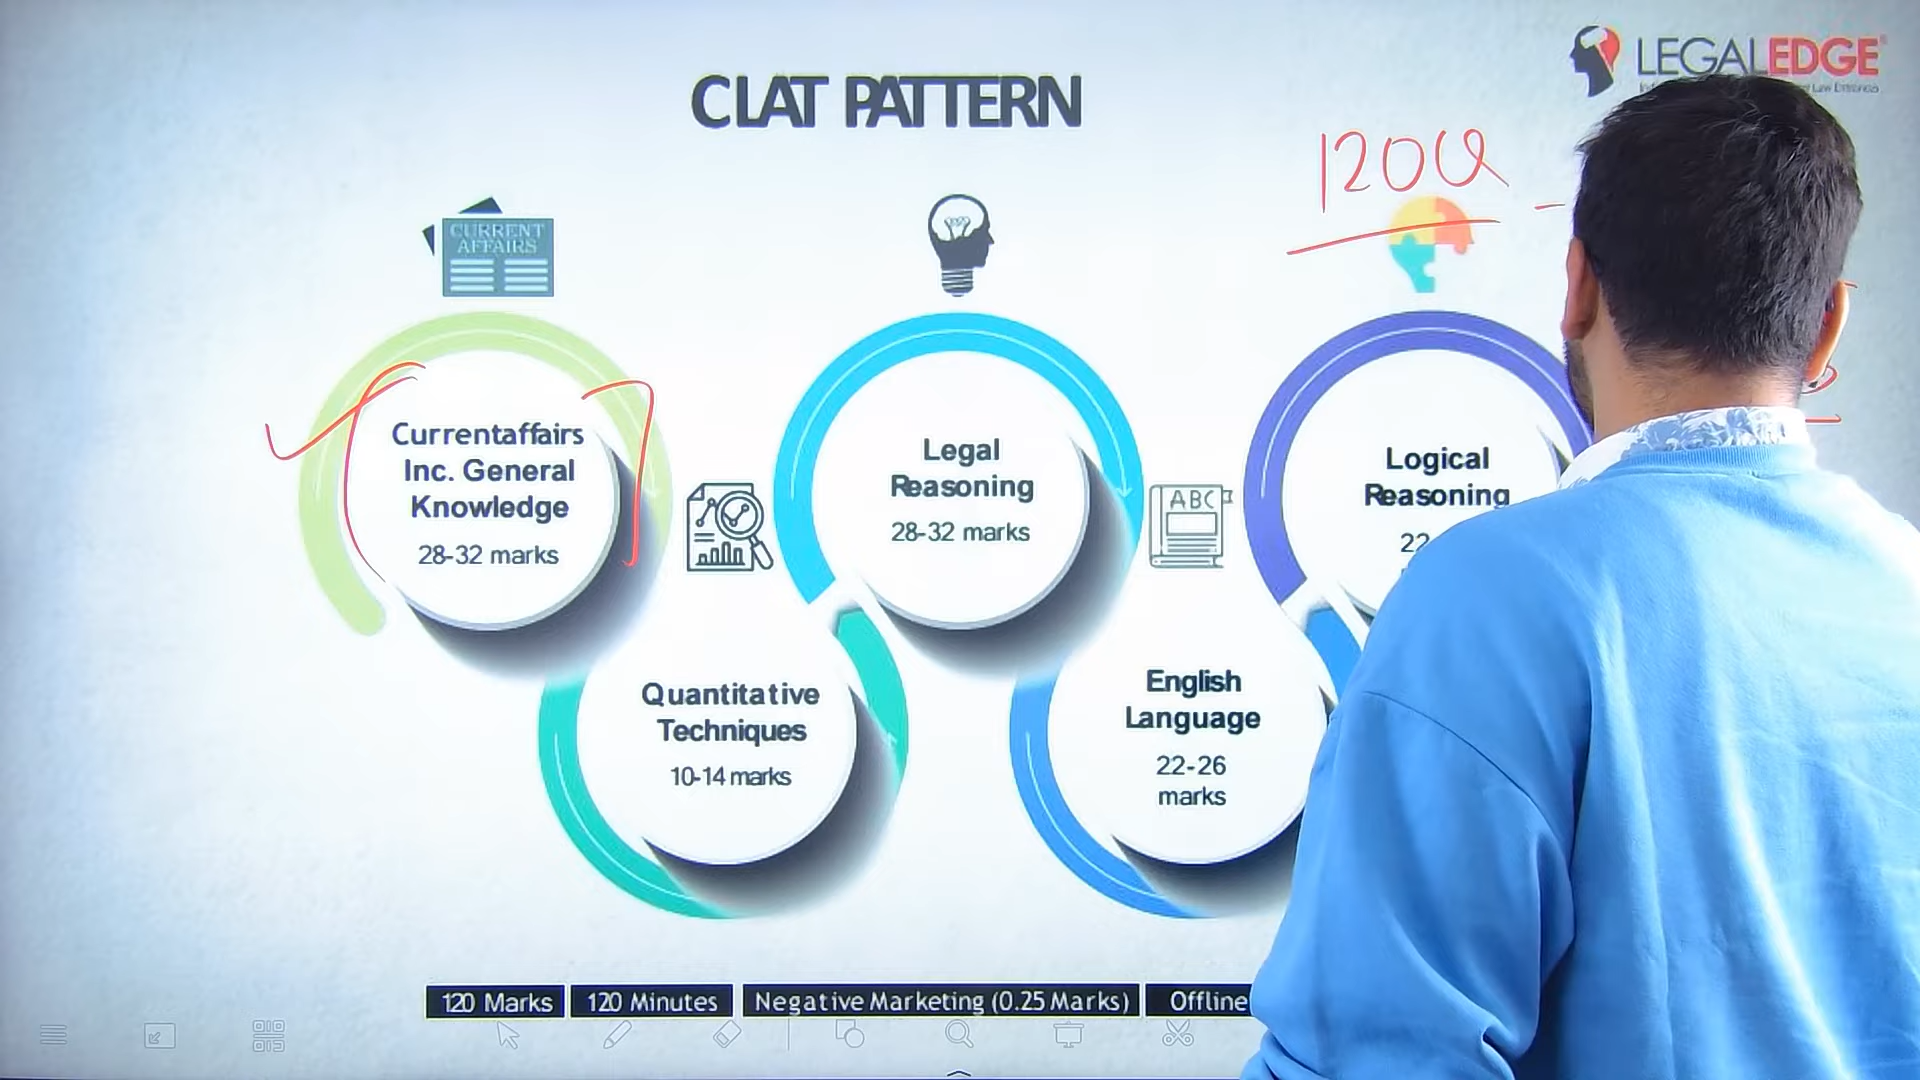 LEGALEDGE
CLAT PATTERN
120Q
CURRENT
AFFAIRS
Currentaffairs
Inc. General
Knowledge
28-32 marks
Legal
Reasoning
28-32 marks
ABC
Logical
Reasoning
22
Quantitative
Techniques
10-14 marks
English
Language
22-26
marks
120 Marks
120 Minutes
Negative Marketing (0.25 Marks)
Offline